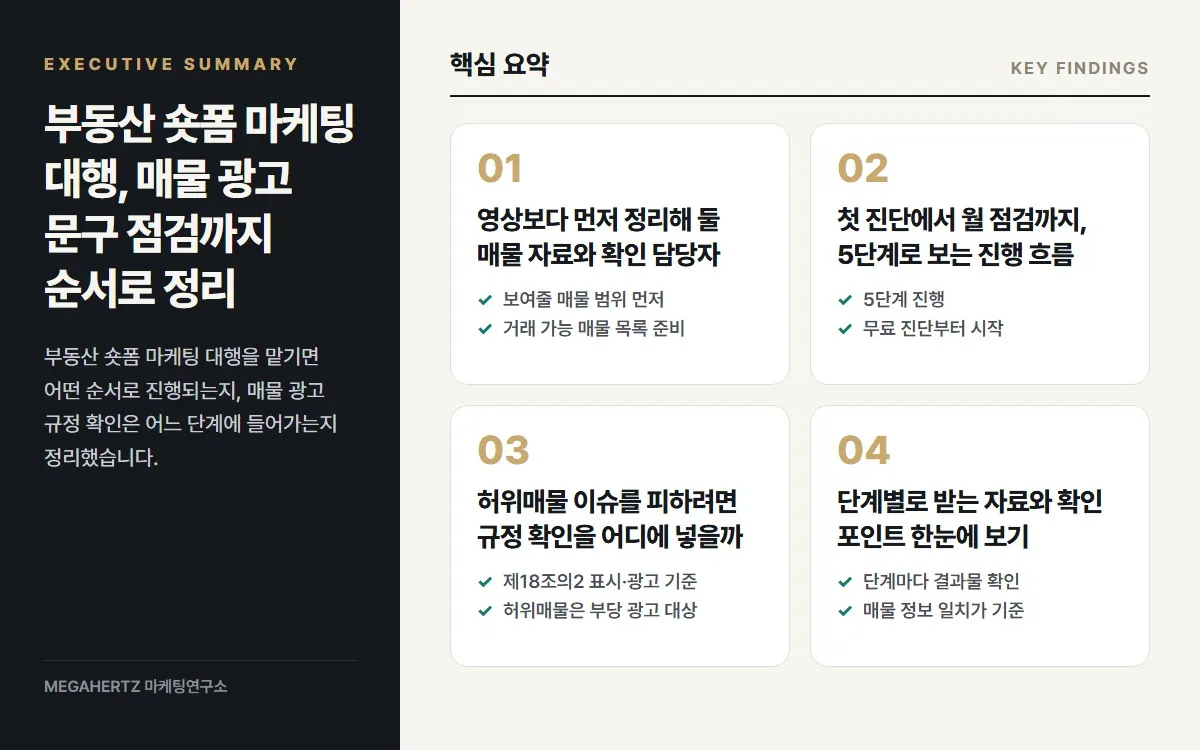 EXECUTIVE SUMMARY
부동산 숏폼 마케팅
대행, 매물 광고
문구 점검까지
순서로 정리
부동산 숏폼 마케팅 대행을 맡기면
어떤 순서로 진행되는지, 매물 광고
규정 확인은 어느 단계에 들어가는지
정리했습니다.
MEGAHERTZ 마케팅연구소
핵심 요약
KEY FINDINGS
01
영상보다 먼저 정리해 둘
매물 자료와 확인 담당자
보여줄 매물 범위 먼저
거래 가능 매물 목록 준비
02
첫 진단에서 월 점검까지,
5단계로 보는 진행 흐름
5단계 진행
무료 진단부터 시작
03
허위매물 이슈를 피하려면
규정 확인을 어디에 넣을까
제18조의2 표시·광고 기준
허위매물은 부당 광고 대상
04
단계별로 받는 자료와 확인
포인트 한눈에 보기
단계마다 결과물 확인
매물 정보 일치가 기준